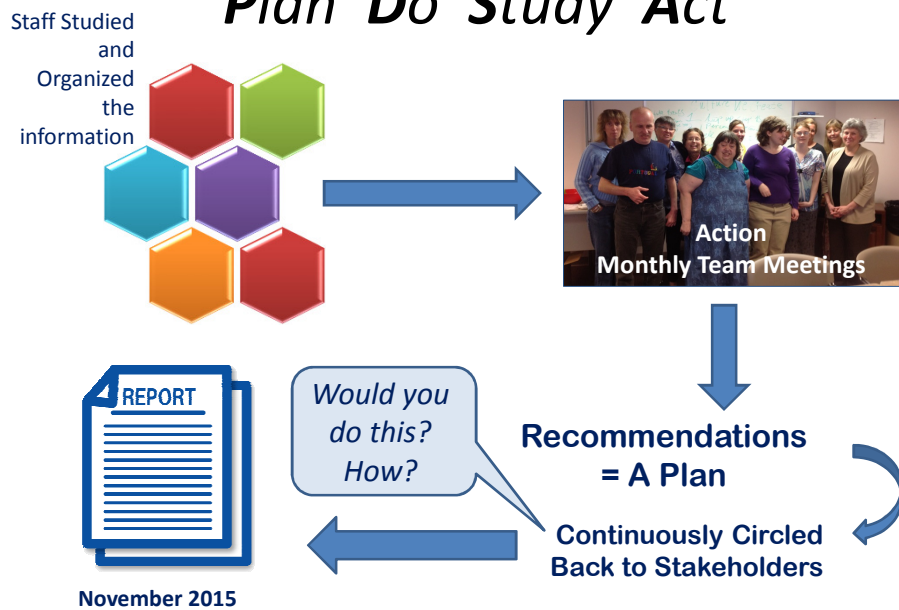 Plan Do Study Act
Staff Studied
and
Organized
the
information
Action
Monthly Team Meetings
Recommendations
= A Plan
Continuously Circled
Back to Stakeholders
Would you
do this?
How?
REPORT
November 2015